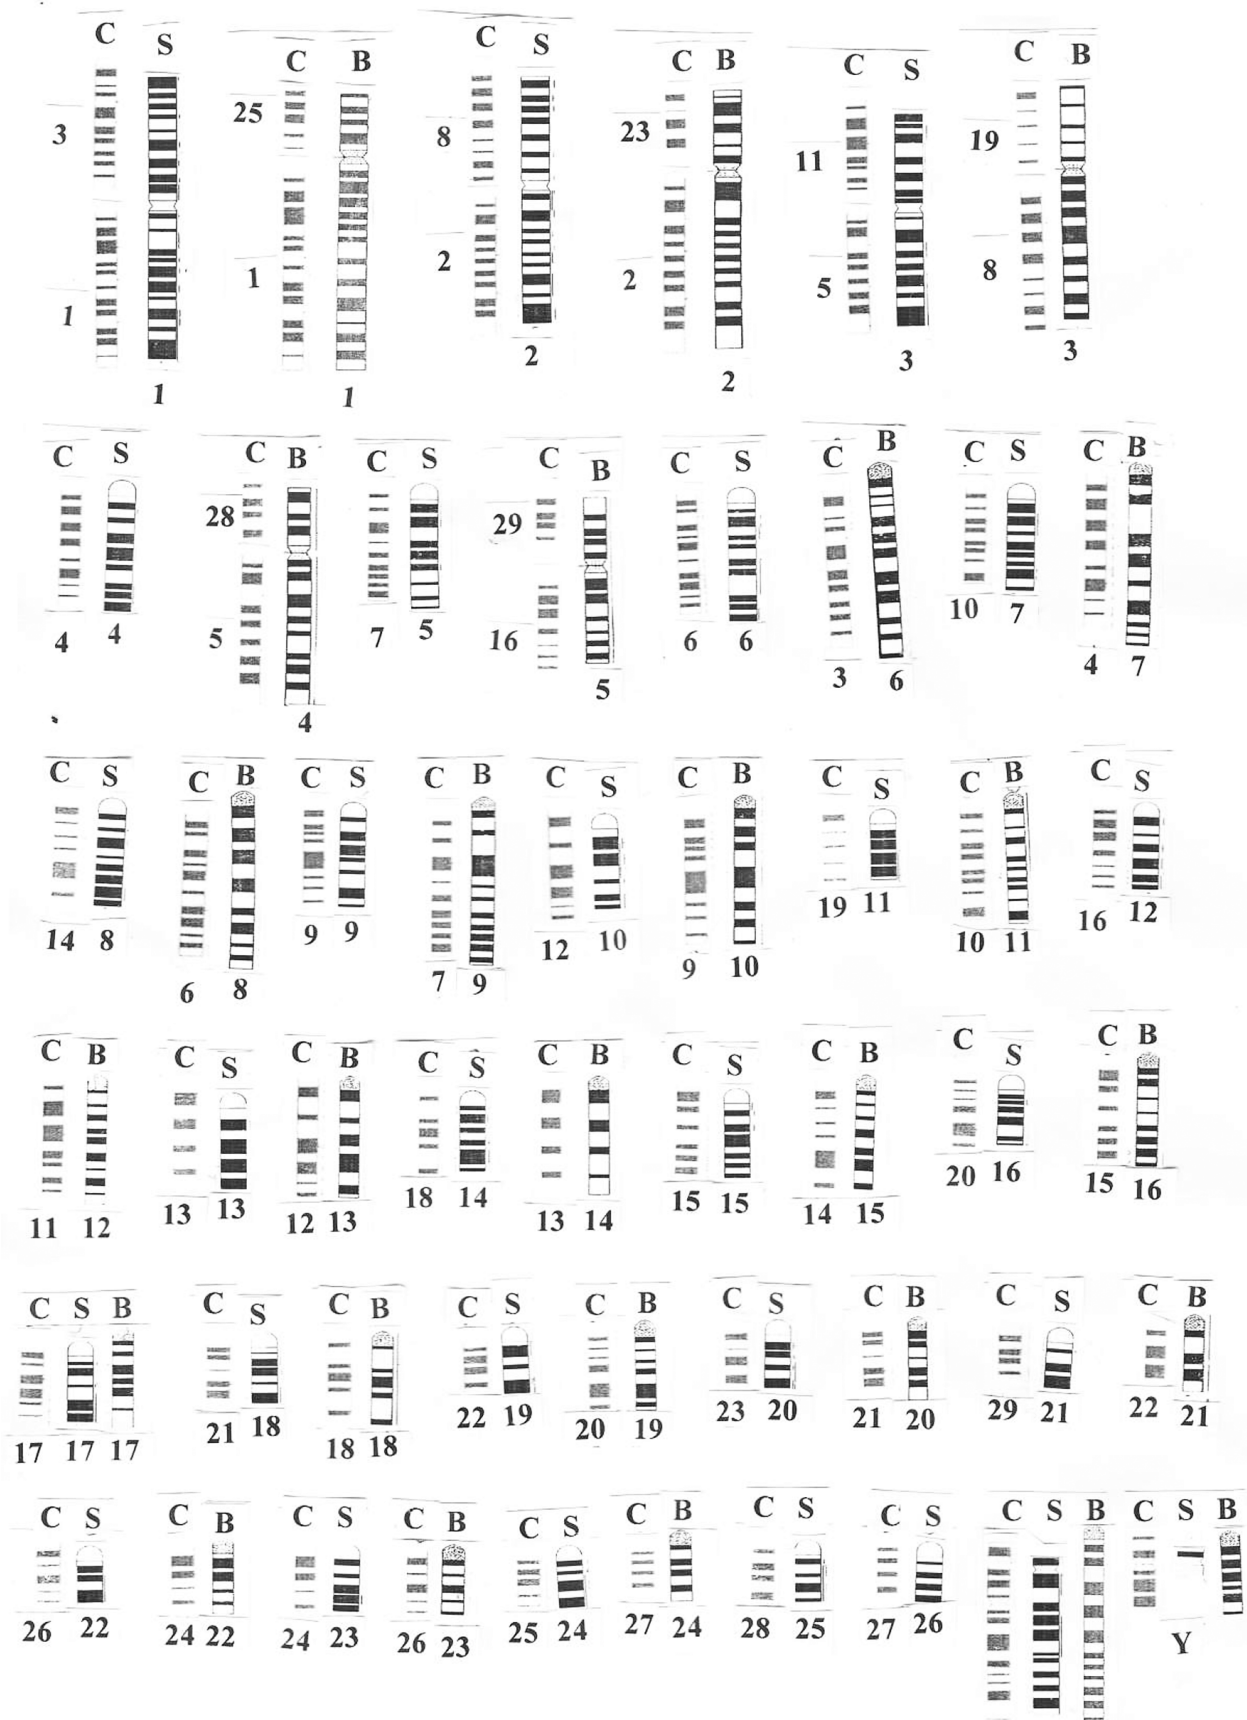 C S C B C S C B C S C B
3 25 8 23 11 19
1 1 2 2 5 8
1 1 2 2 3 3
C S C B C S C B C S C B C S C B
28 29
5 16
4 4 4 7 5 5 6 6 3 6 10 7 4 7
C S C B C S C B C S C B C S C B C S
14 8 6 8 9 9 7 9 12 10 9 10 19 11 10 11 16 12
C B C S C B C S C B C S C B C S C B
11 12 13 13 12 13 18 14 13 14 15 15 14 15 20 16 15 16
C S B C S C B C S C B C S C B C S C B
17 17 17 21 18 18 18 22 19 20 19 23 20 21 20 29 21 22 21
C S C B C S C B C S C B C S C S C S B C S B
26 22 24 22 24 23 26 23 25 24 27 24 28 25 27 26 Y